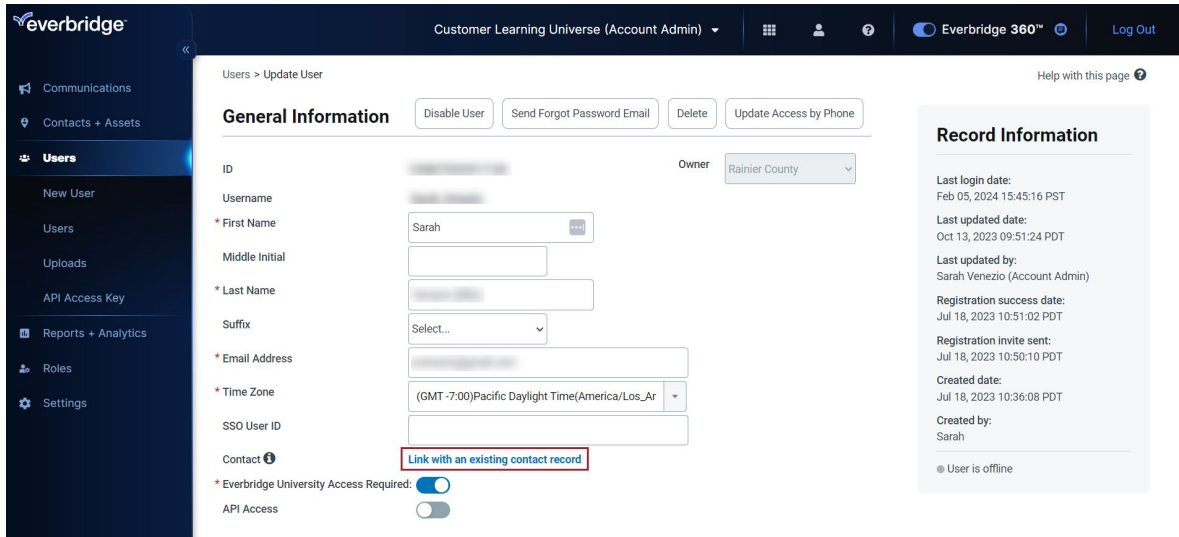 everbridge™
Customer Learning Universe (Account Admin)
Everbridge 360™
Log Out
«
Communications
Contacts + Assets
Users
New User
Users
Uploads
API Access Key
Reports + Analytics
Roles
Settings
Users > Update User
Help with this page
General Information
Disable User
Send Forgot Password Email
Delete
Update Access by Phone
ID
Owner
Rainier County
Username
* First Name
Sarah
Middle Initial
* Last Name
Suffix
Select...
* Email Address
* Time Zone
(GMT -7:00)Pacific Daylight Time(America/Los_Ar
SSO User ID
Contact
Link with an existing contact record
* Everbridge University Access Required:
API Access
Record Information
Last login date:
Feb 05, 2024 15:45:16 PST
Last updated date:
Oct 13, 2023 09:51:24 PDT
Last updated by:
Sarah Venezio (Account Admin)
Registration success date:
Jul 18, 2023 10:51:02 PDT
Registration invite sent:
Jul 18, 2023 10:50:10 PDT
Created date:
Jul 18, 2023 10:36:08 PDT
Created by:
Sarah
User is offline